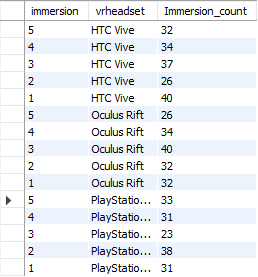 immersion vrheadset Immersion_count
5 HTC Vive 32
4 HTC Vive 34
3 HTC Vive 37
2 HTC Vive 26
1 HTC Vive 40
5 Oculus Rift 26
4 Oculus Rift 34
3 Oculus Rift 40
2 Oculus Rift 32
1 Oculus Rift 32
5 PlayStatio... 33
4 PlayStatio... 31
3 PlayStatio... 23
2 PlayStatio... 38
1 PlayStatio... 31